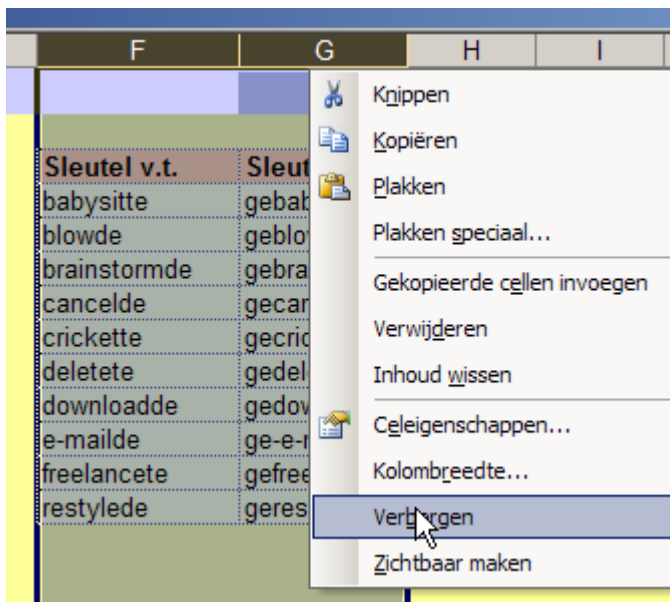 F G H I
Sleutel v.t. Sleut
babysitte
blowde
brainstormde
cancelde
crickette
deletete
downloadde
e-mailde
freelancete
restylede
Knippen
Kopiëren
Plakken
Plakken speciaal...
Gekopieerde cellen invoegen
Verwijderen
Inhoud wissen
Celeigenschappen...
Kolombreedte...
Verbergen
Zichtbaar maken